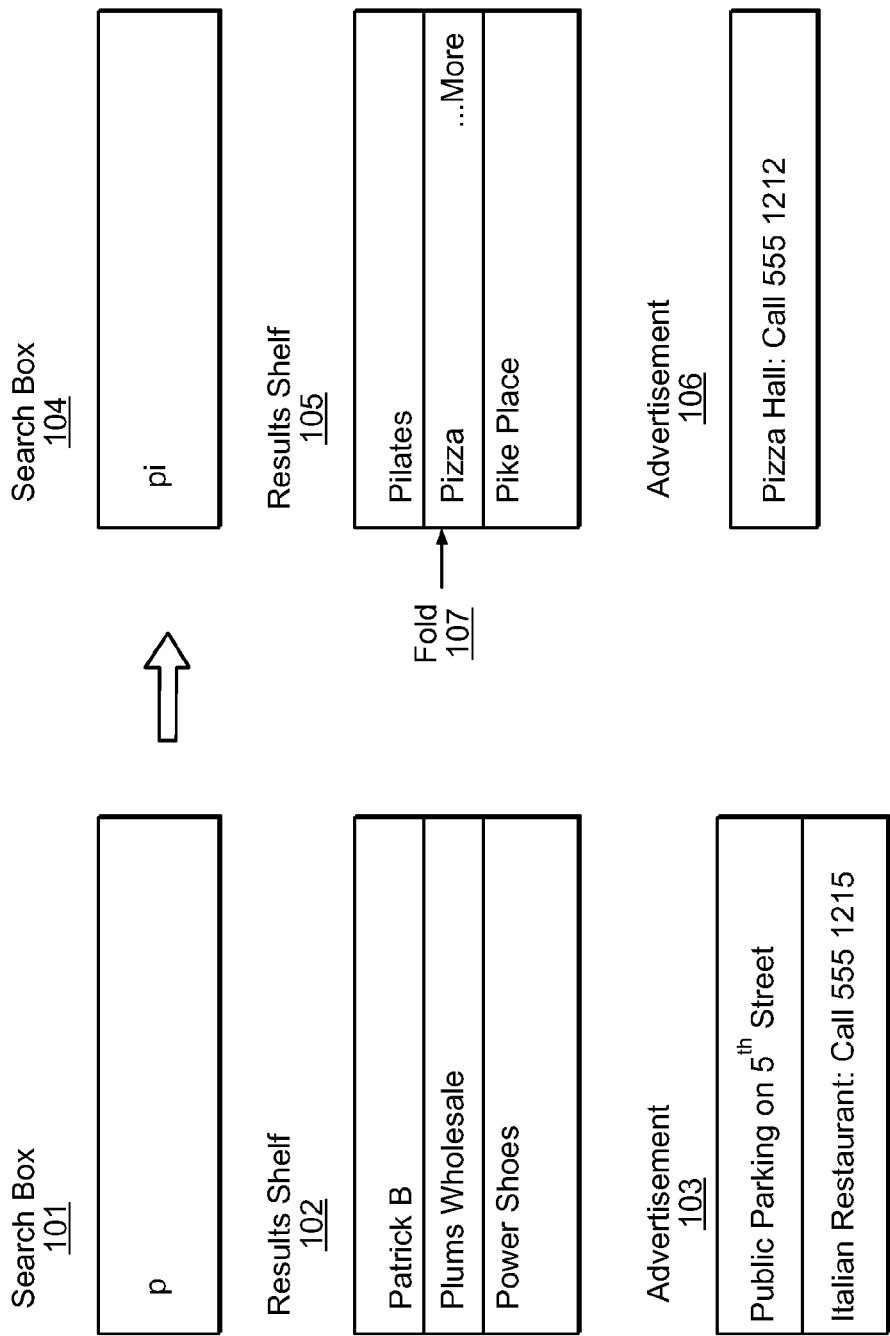 Search Box
101
p
Results Shelf
102
Patrick B
Plums Wholesale
Power Shoes
Advertisement
103
Public Parking on 5th Street
Italian Restaurant: Call 555 1215
Search Box
104
pi
Results Shelf
105
Pilates
Pizza ...More
Pike Place
Fold
107
Advertisement
106
Pizza Hall: Call 555 1212